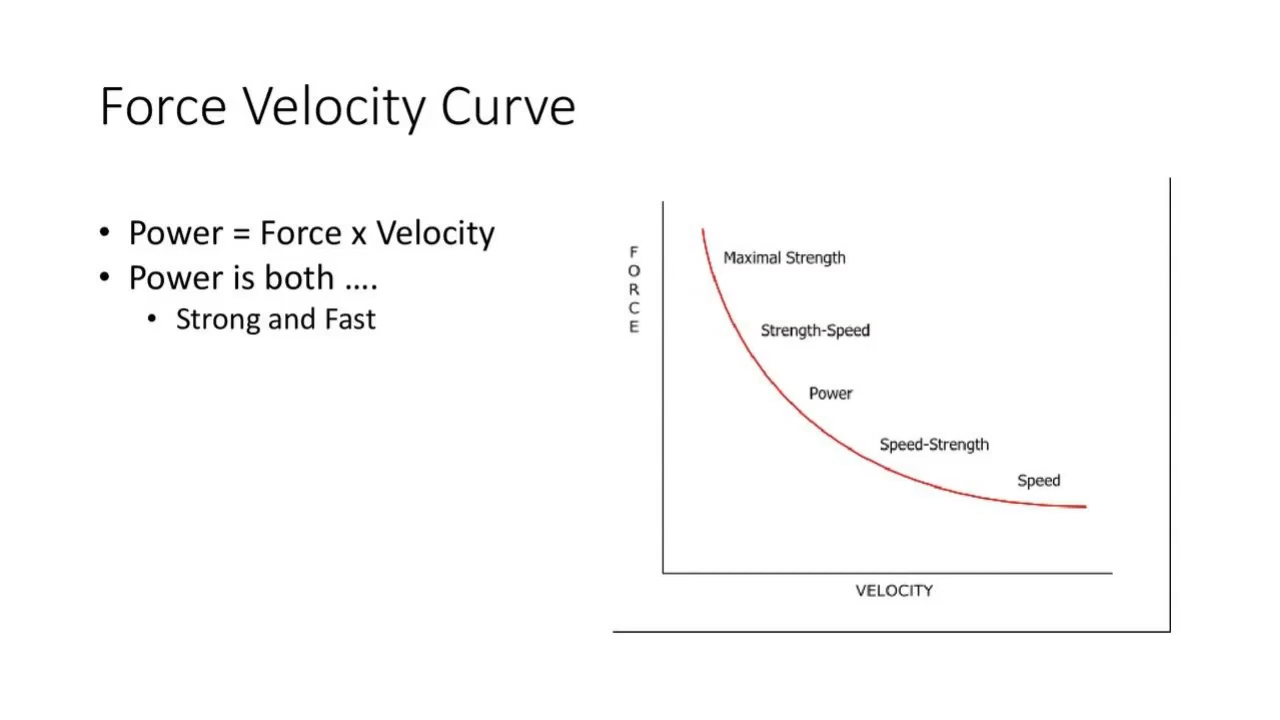 Force Velocity Curve
• Power = Force x Velocity
• Power is both ....
• Strong and Fast
FORCE
Maximal Strength
Strength-Speed
Power
Speed-Strength
Speed
VELOCITY